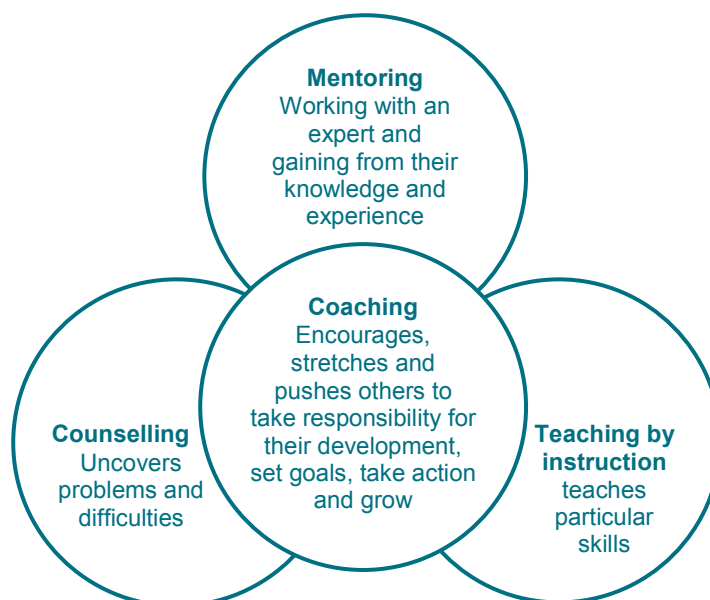 Mentoring
Working with an
expert and
gaining from their
knowledge and
experience
Coaching
Encourages,
stretches and
pushes others to
take responsibility for
their development,
set goals, take action
and grow
Counselling
Uncovers
problems and
difficulties
Teaching by
instruction
teaches
particular
skills